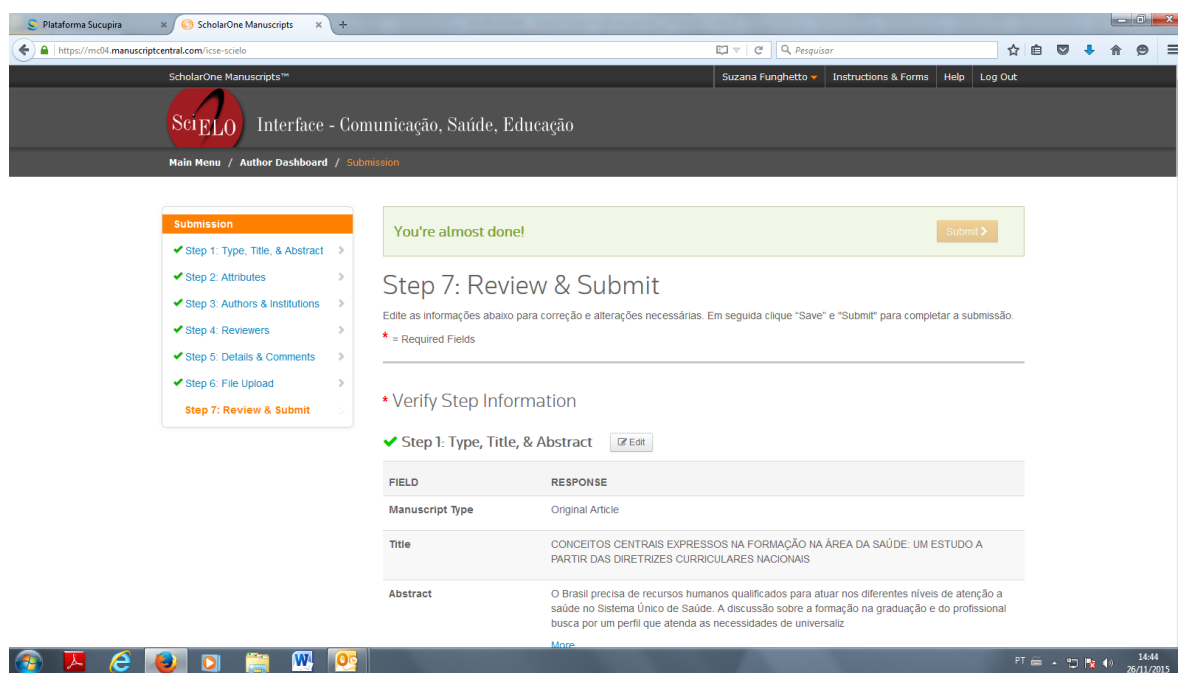 Plataforma Sucupira × ScholarOne Manuscripts × +
https://mc04.manuscriptcentral.com/icse-scielo Pesquisar
ScholarOne Manuscripts™ Suzana Funghetto Instructions & Forms Help Log Out
SciELO Interface - Comunicação, Saúde, Educação
Main Menu / Author Dashboard / Submission
Submission
Step 1: Type, Title, & Abstract
Step 2: Attributes
Step 3: Authors & Institutions
Step 4: Reviewers
Step 5: Details & Comments
Step 6: File Upload
Step 7: Review & Submit
You're almost done! Submit
Step 7: Review & Submit
Edite as informações abaixo para correção e alterações necessárias. Em seguida clique “Save” e "Submit" para completar a submissão.
* = Required Fields
* Verify Step Information
Step 1: Type, Title, & Abstract Edit
FIELD RESPONSE
Manuscript Type Original Article
Title CONCEITOS CENTRAIS EXPRESSOS NA FORMAÇÃO NA ÁREA DA SAÚDE: UM ESTUDO A
PARTIR DAS DIRETRIZES CURRICULARES NACIONAIS
Abstract O Brasil precisa de recursos humanos qualificados para atuar nos diferentes níveis de atenção a
saúde no Sistema Único de Saúde. A discussão sobre a formação na graduação e do profissional
busca por um perfil que atenda as necessidades de universaliz
More
PT 14:44
26/11/2015